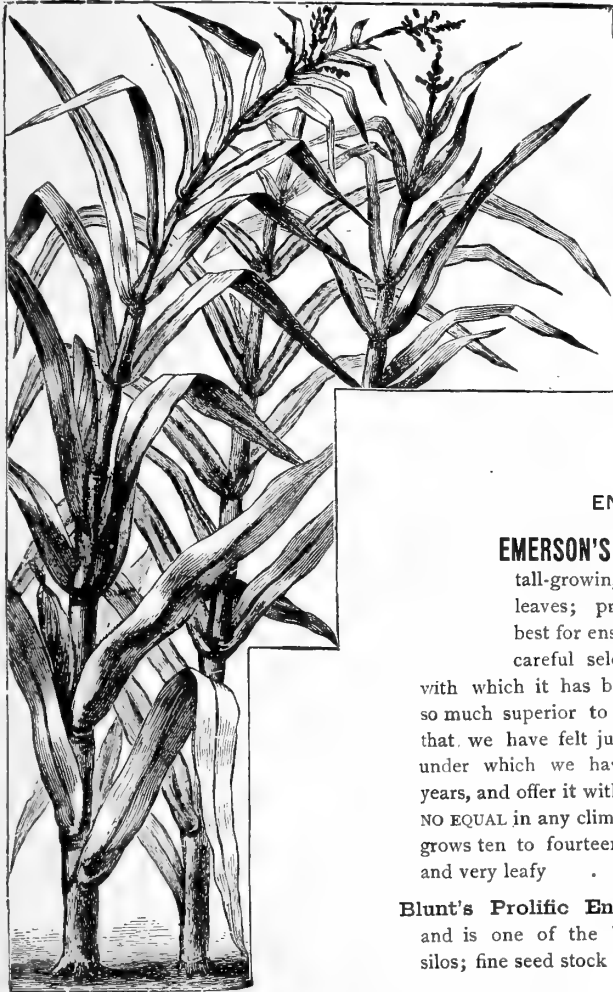 EN
EMERSON'S
tall-growin
leaves; pr
best for ens
careful sele
with which it has b
so much superior to
that we have felt ju
under which we hav
years, and offer it wit
NO EQUAL in any clim
grows ten to fourteen
and very leafy .
Blunt's Prolific En
and is one of the
silos; fine seed stock